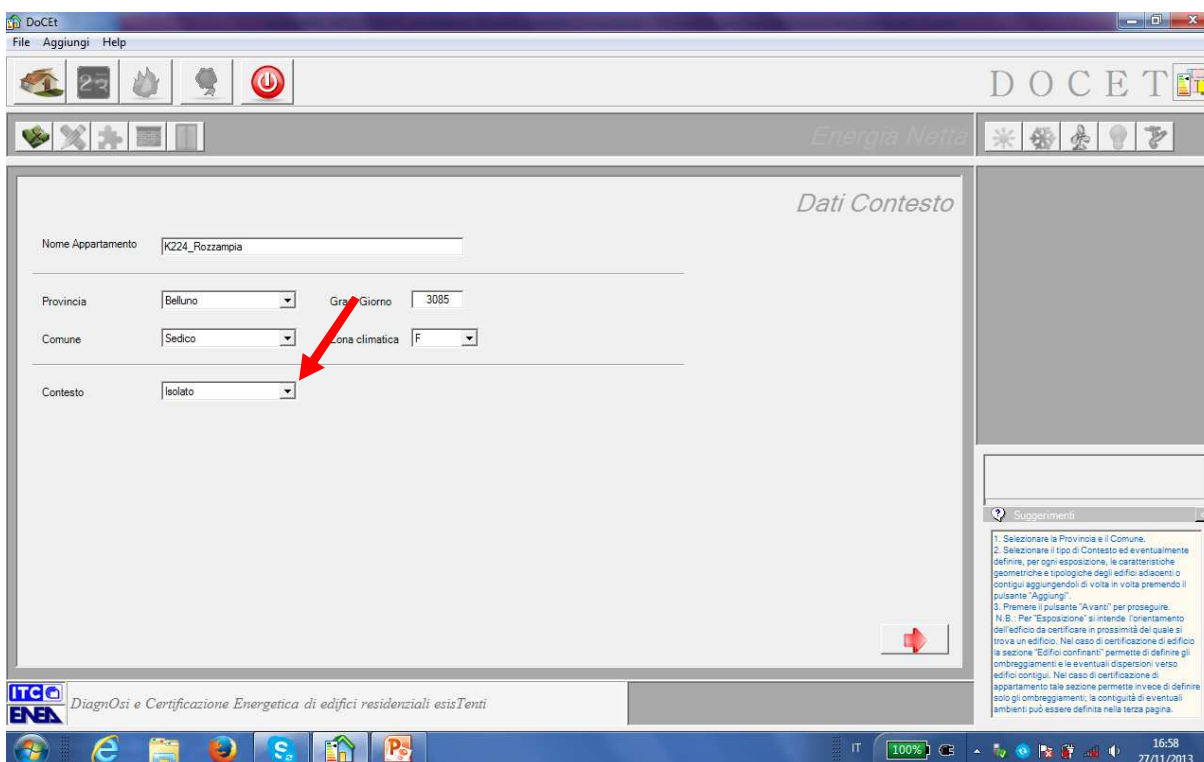 DoCEt
File Aggiungi Help
23
DOCET
Energia Netta
Dati Contesto
Nome Appartamento K224_Rozzampia
Provincia Belluno Giorno 3085
Comune Sedico Zona climatica F
Contesto Isolato
Suggerimenti
1. Selezionare la Provincia e il Comune.
2. Selezionare il tipo di Contesto ed eventualmente
definire, per ogni esposizione, le caratteristiche
geometriche e tipologiche degli edifici adiacenti o
contigui aggiungendoli di volta in volta premendo il
pulsante "Aggiungi".
3. Premere il pulsante "Avanti" per proseguire.
N.B.: Per "Esposizione" si intende l'orientamento
dell'edificio da certificare in prossimità del quale si
trova un edificio. Nel caso di certificazione di edificio
la sezione "Edifici confinanti" permette di definire gli
ombreggiamenti e le eventuali dispersioni verso
edifici contigui. Nel caso di certificazione di
appartamento tale sezione permette invece di definire
solo gli ombreggiamenti; la contiguità di eventuali
ambienti può essere definita nella terza pagina.
ITC
ENEA
DiagnOsi e Certificazione Energetica di edifici residenziali esisTenti
IT 100% 16:58
27/11/2013